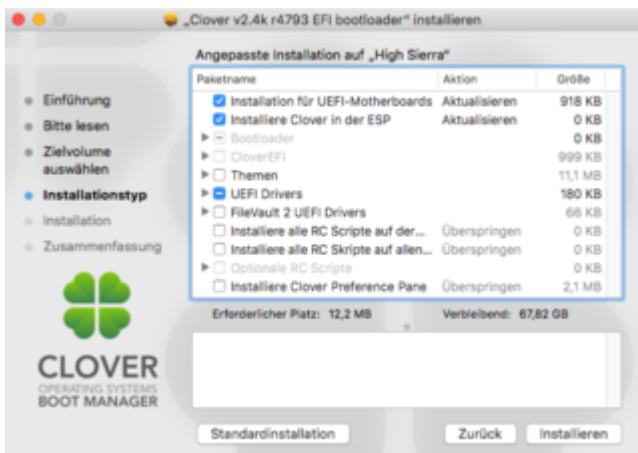 „Clover v2.4k r4793 EFI bootloader“ installieren
Angepasste Installation auf „High Sierra“
Paketname Aktion Größe
Installation für UEFI-Motherboards Aktualisieren 918 KB
Installiere Clover in der ESP Aktualisieren 0 KB
Bootloader 0 KB
CloverEFI 999 KB
Themen 11,1 MB
UEFI Drivers 180 KB
FileVault 2 UEFI Drivers 66 KB
Installiere alle RC Scripte auf der... Überspringen 0 KB
Installiere alle RC Skripte auf allen... Überspringen 0 KB
Optionale RC Scripte 0 KB
Installiere Clover Preference Pane Überspringen 2,1 MB
Einführung
Bitte lesen
Zielvolume
auswählen
Installationstyp
Installation
Zusammenfassung
Erforderlicher Platz: 12,2 MB Verbleibend: 67,82 GB
CLOVER
OPERATING SYSTEMS
BOOT MANAGER
Standardinstallation Zurück Installieren